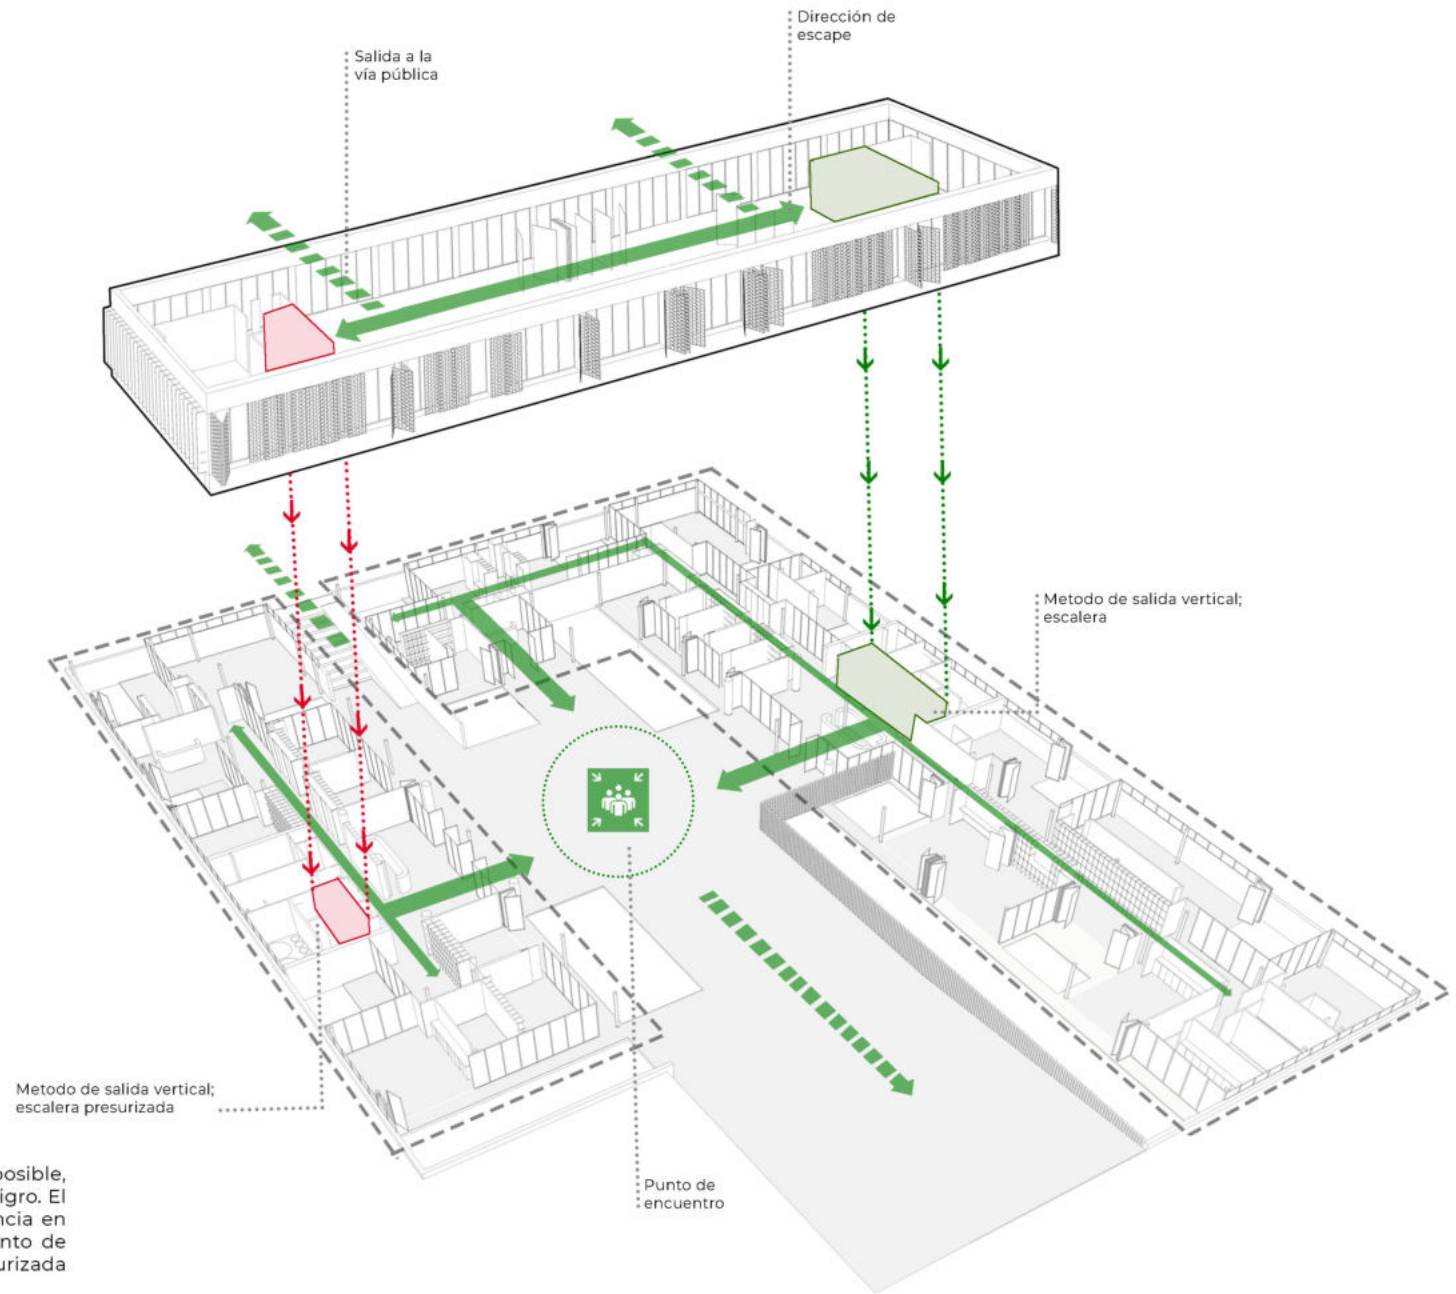 Dirección de
escape
Salida a la
vía pública
Metodo de salida vertical;
escalera
Metodo de salida vertical;
escalera presurizada
Punto de
encuentro
posible,
igro. El
ncia en
nto de
urizada